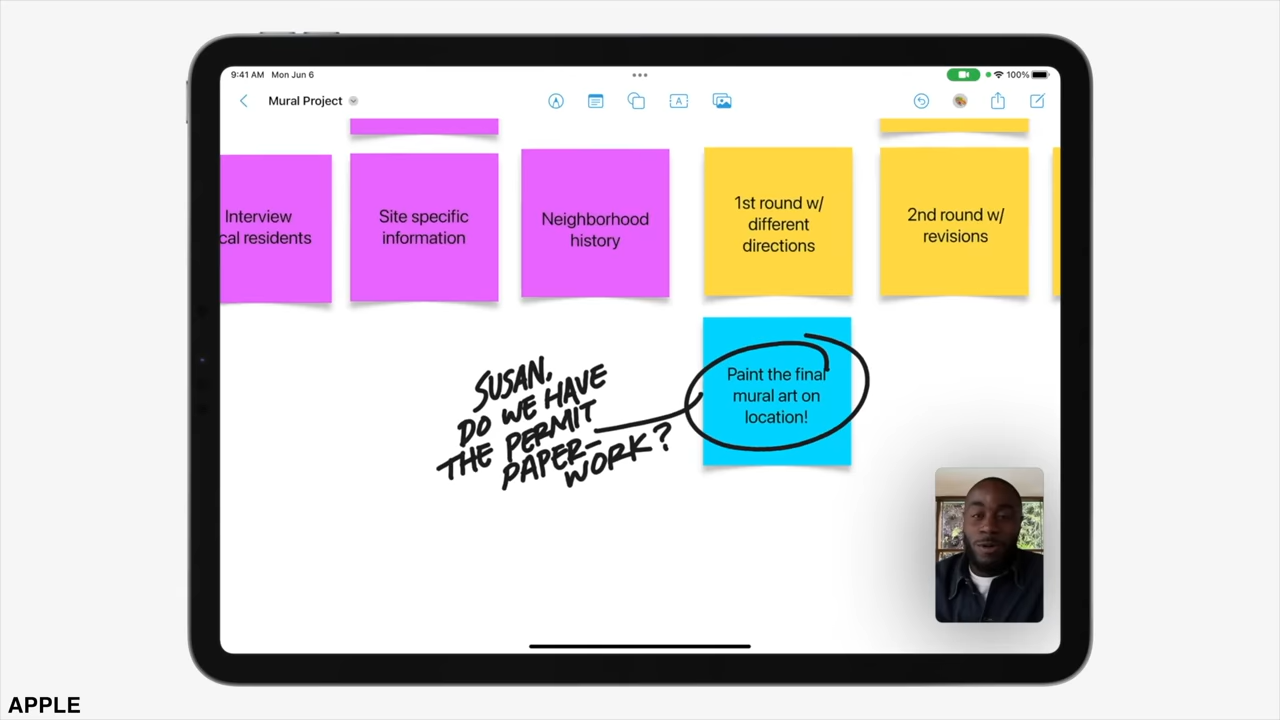 9:41 AM Mon Jun 6
100%
Mural Project
A
Interview
cal residents
Site specific
information
Neighborhood
history
1st round w/
different
directions
2nd round w/
revisions
SUSAN,
DO WE HAVE
THE PERMIT
PAPER-
WORK?
Paint the final
mural art on
location!
APPLE